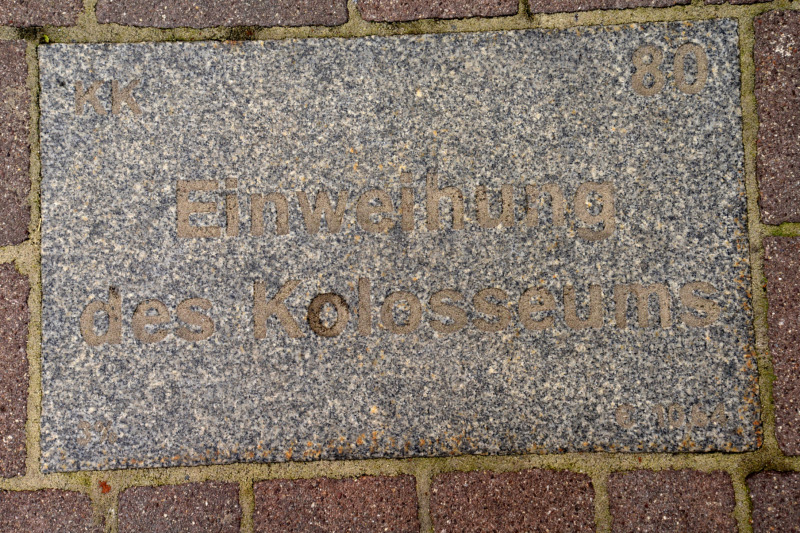 KK 80
Einweihung
des Kolosseums